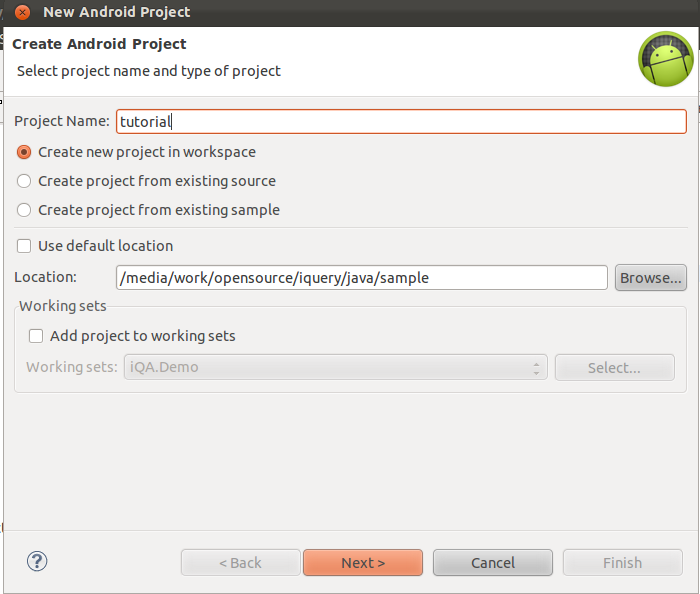 New Android Project
Create Android Project
Select project name and type of project
Project Name: tutorial
Create new project in workspace
Create project from existing source
Create project from existing sample
Use default location
Location: /media/work/opensource/iquery/java/sample Browse...
Working sets
Add project to working sets
Working sets: iQA.Demo Select...
< Back Next > Cancel Finish